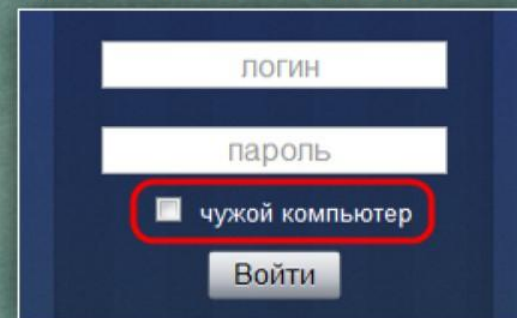 логин
пароль
чужой компьютер
Войти